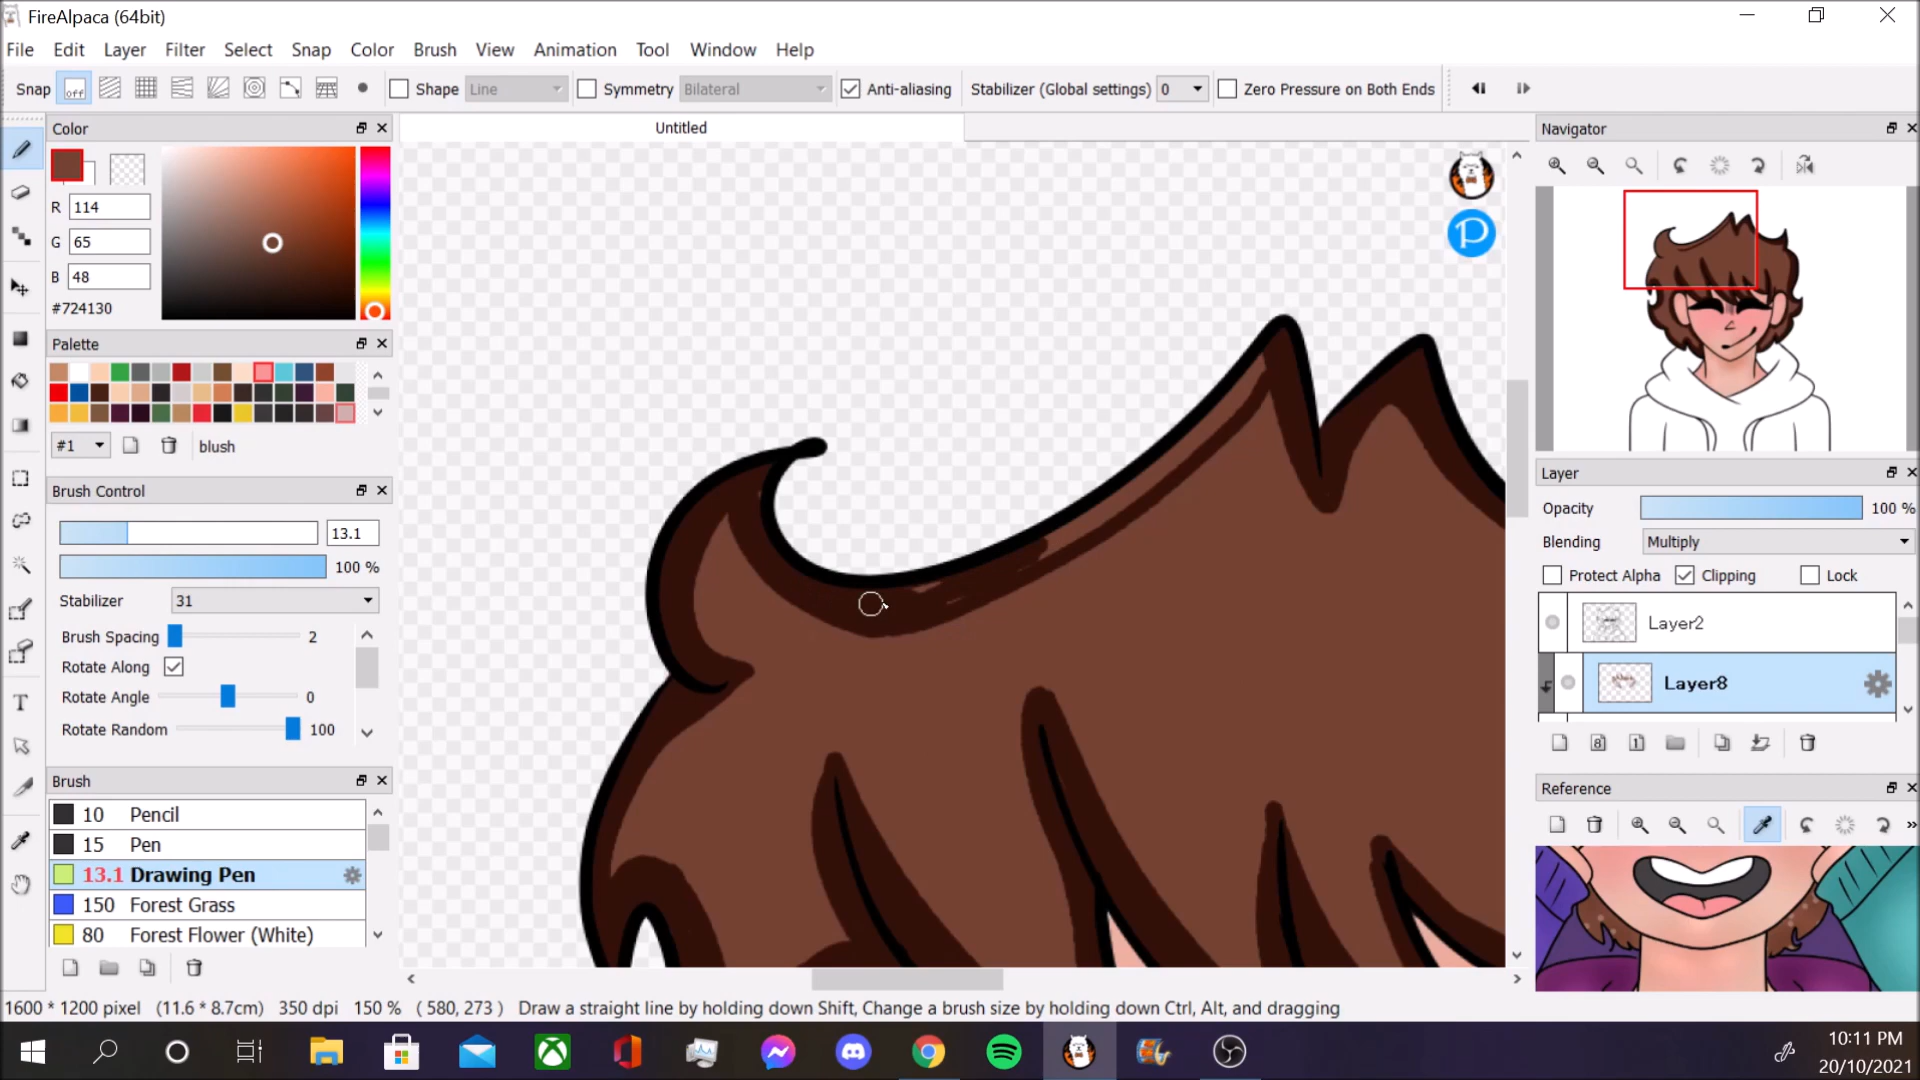 FireAlpaca (64bit)
File Edit Layer Filter Select Snap Color Brush View Animation Tool Window Help
Snap off Shape Line Symmetry Bilateral Anti-aliasing Stabilizer (Global settings) 0 Zero Pressure on Both Ends
Color
Untitled
Navigator
R 114
G 65
B 48
#724130
Palette
#1 blush
Brush Control
13.1
100 %
Stabilizer 31
Brush Spacing 2
Rotate Along
Rotate Angle 0
Rotate Random 100
Brush
10 Pencil
15 Pen
13.1 Drawing Pen
150 Forest Grass
80 Forest Flower (White)
Layer
Opacity 100 %
Blending Multiply
Protect Alpha Clipping Lock
Layer2
Layer8
8 1
Reference
P
1600 * 1200 pixel (11.6 * 8.7cm) 350 dpi 150 % ( 580, 273 ) Draw a straight line by holding down Shift, Change a brush size by holding down Ctrl, Alt, and dragging
10:11 PM
20/10/2021